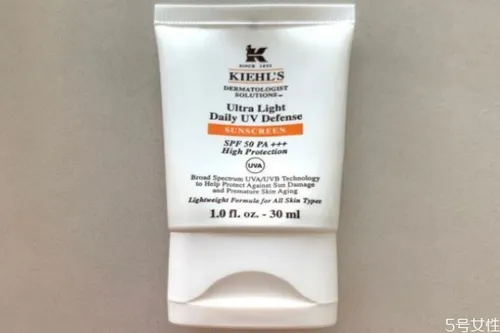 K
SINCE 1851
KIEHL'S
DERMATOLOGIST
SOLUTIONS™
Ultra Light
Daily UV Defense
SUNSCREEN
SPF 50 PA +++
High Protection
UVA
Broad Spectrum UVA/UVB Technology
to Help Protect Against Sun Damage
and Premature Skin Aging
Lightweight Formula for All Skin Types
1.0 fl. oz. - 30 ml
5号女性